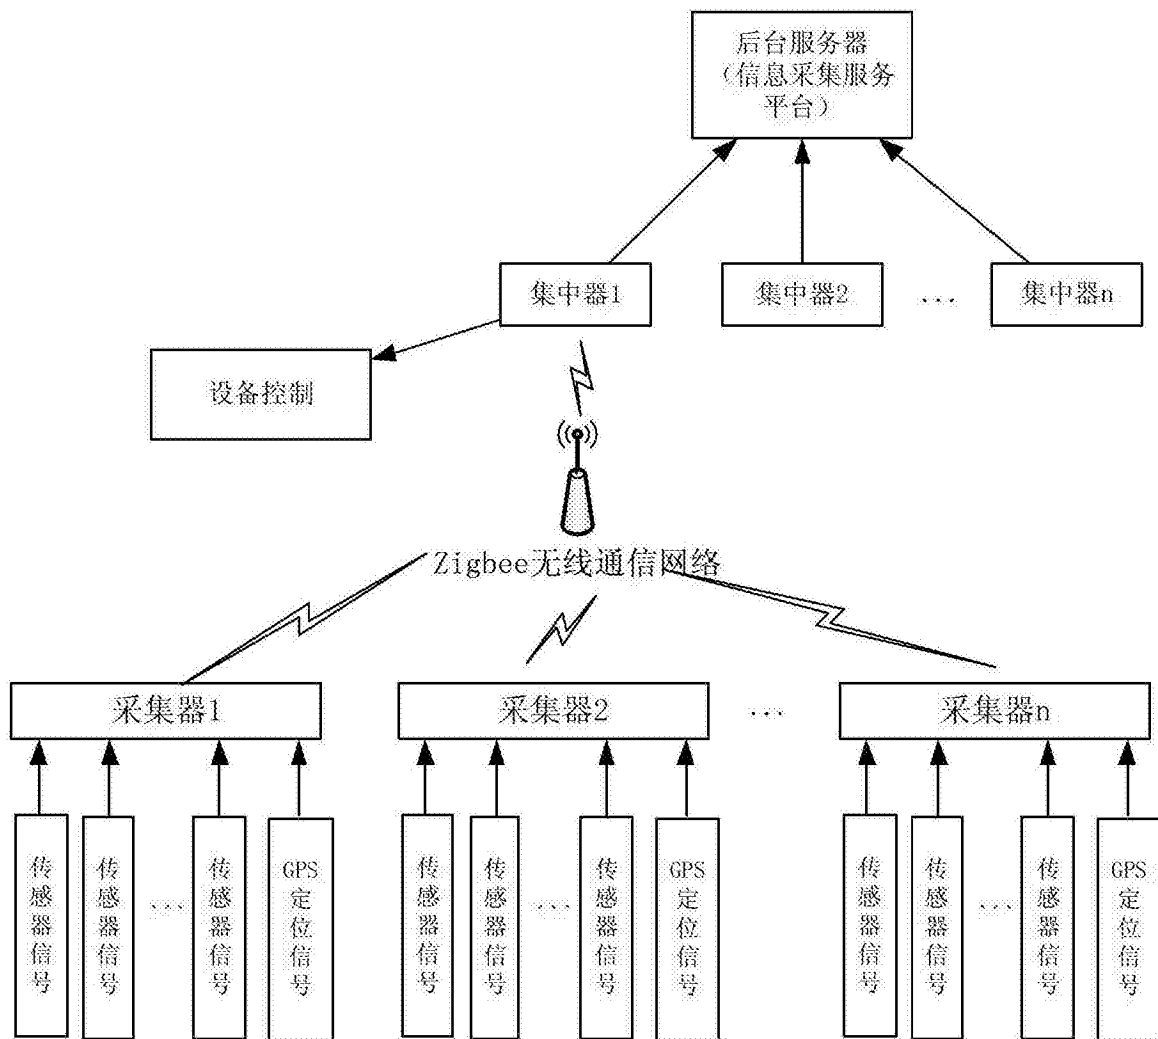 后台服务器
（信息采集服务
平台）
集中器1
集中器2
...
集中器n
设备控制
Zigbee无线通信网络
采集器1
采集器2
...
采集器n
传感器信号
传感器信号
...
传感器信号
GPS定位信号
传感器信号
传感器信号
...
传感器信号
GPS定位信号
传感器信号
传感器信号
...
传感器信号
GPS定位信号